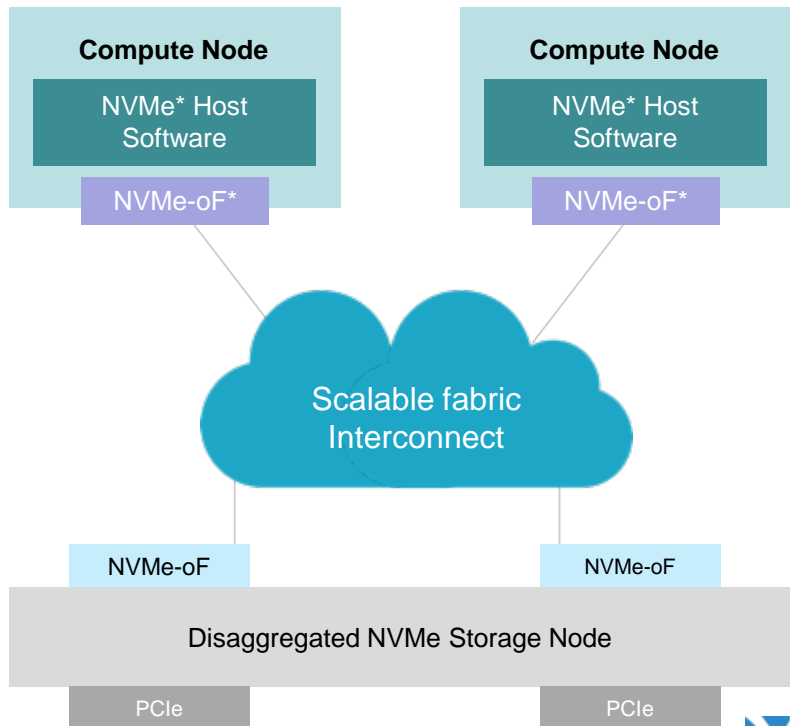 Compute Node
Compute Node
NVMe* Host
Software
NVMe* Host
Software
NVMe-oF*
NVMe-oF*
Scalable fabric
Interconnect
NVMe-oF
NVMe-oF
Disaggregated NVMe Storage Node
PCIe
PCIe